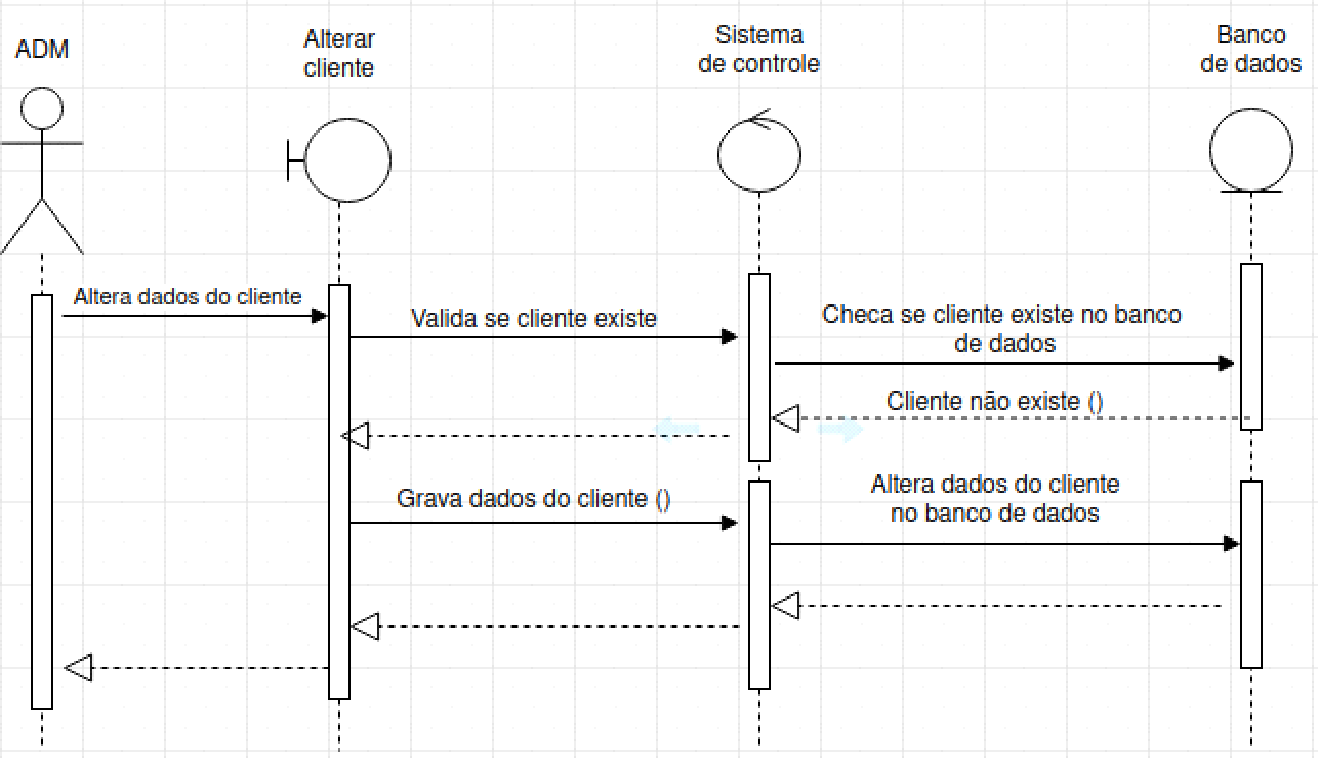 ADM
Alterar
cliente
Sistema
de controle
Banco
de dados
Altera dados do cliente
Valida se cliente existe
Checa se cliente existe no banco
de dados
Cliente não existe ()
Grava dados do cliente ()
Altera dados do cliente
no banco de dados